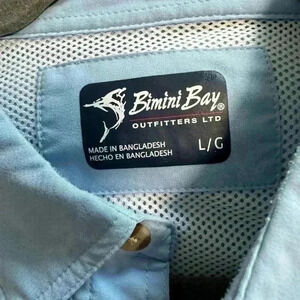 Bimini Bay®
OUTFITTERS LTD
MADE IN BANGLADESH
HECHO EN BANGLADESH
L/G